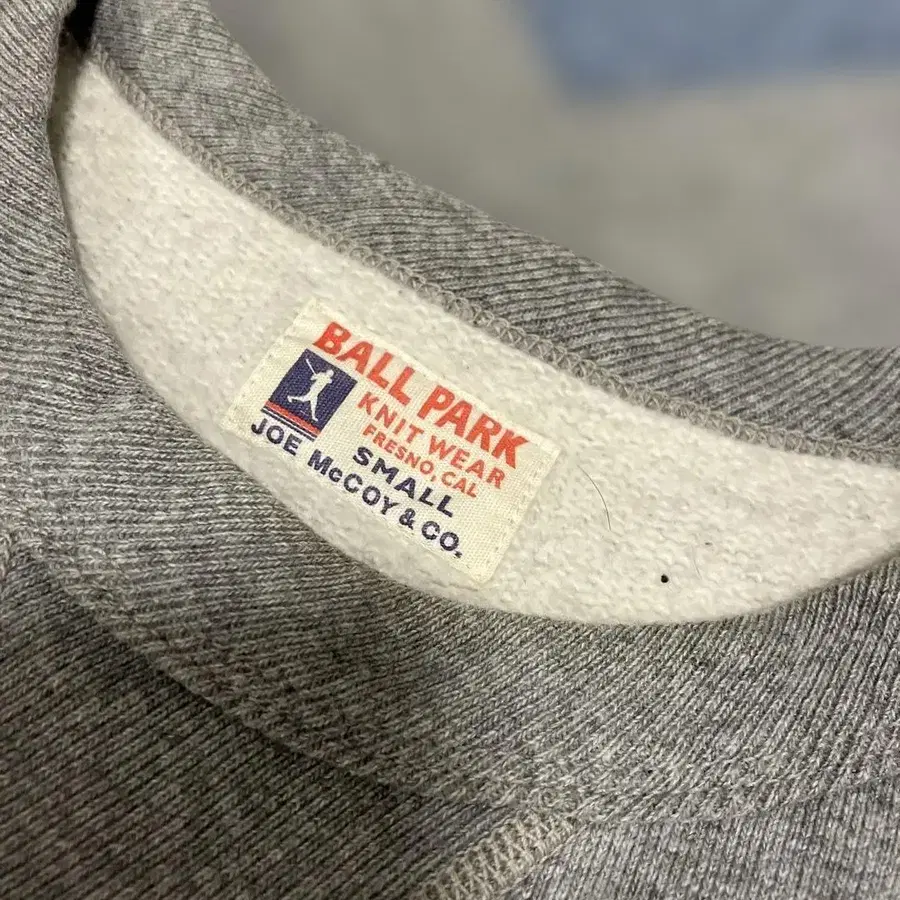 BALL PARK
KNIT WEAR
FRESNO, CAL
SMALL
JOE McCOY & CO.